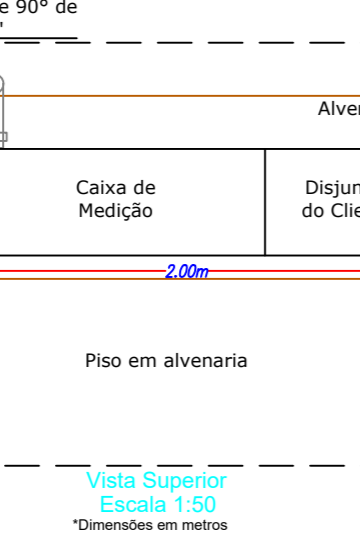 e 90° de
"
Alve
Caixa de
Medição
Disjun
do Clie
2.00m
Piso em alvenaria
Vista Superior
Escala 1:50
*Dimensões em metros